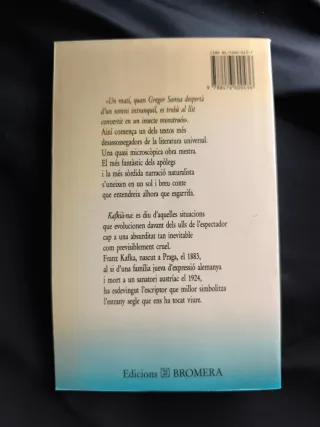 «Un matí, quan Gregor Samsa despertà
d'un somni intranquil, es trobà al llit
convertit en un insecte monstruós».
Així comença un dels textos més
desassossegadors de la literatura universal.
Una quasi microscòpica obra mestra.
El més fantàstic dels apòlegs
i la més sòrdida narració naturalista
s'uneixen en un sol i breu conte
que entendreix alhora que esgarrifa.
Kafkià-na: es diu d'aquelles situacions
que evolucionen davant dels ulls de l'espectador
cap a una absurditat tan inevitable
com previsiblement cruel.
Franz Kafka, nascut a Praga, el 1883,
al si d'una família jueva d'expressió alemanya
i mort a un sanatori austríac el 1924,
ha esdevingut l'escriptor que millor simbolitza
l'estrany segle que ens ha tocat viure.
Edicions BROMERA